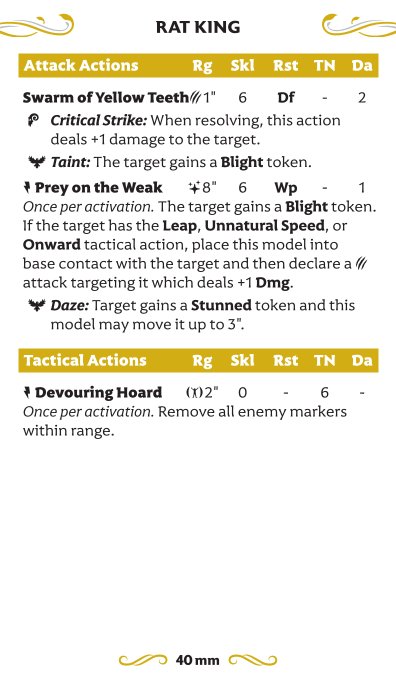 RAT KING
Attack Actions Rg Skl Rst TN Da
Swarm of Yellow Teeth 1" 6 Df - 2
Critical Strike: When resolving, this action
deals +1 damage to the target.
Taint: The target gains a Blight token.
Prey on the Weak 8" 6 Wp - 1
Once per activation. The target gains a Blight token.
If the target has the Leap, Unnatural Speed, or
Onward tactical action, place this model into
base contact with the target and then declare a
attack targeting it which deals +1 Dmg.
Daze: Target gains a Stunned token and this
model may move it up to 3".
Tactical Actions Rg Skl Rst TN Da
Devouring Hoard 2" 0 - 6 -
Once per activation. Remove all enemy markers
within range.
40 mm